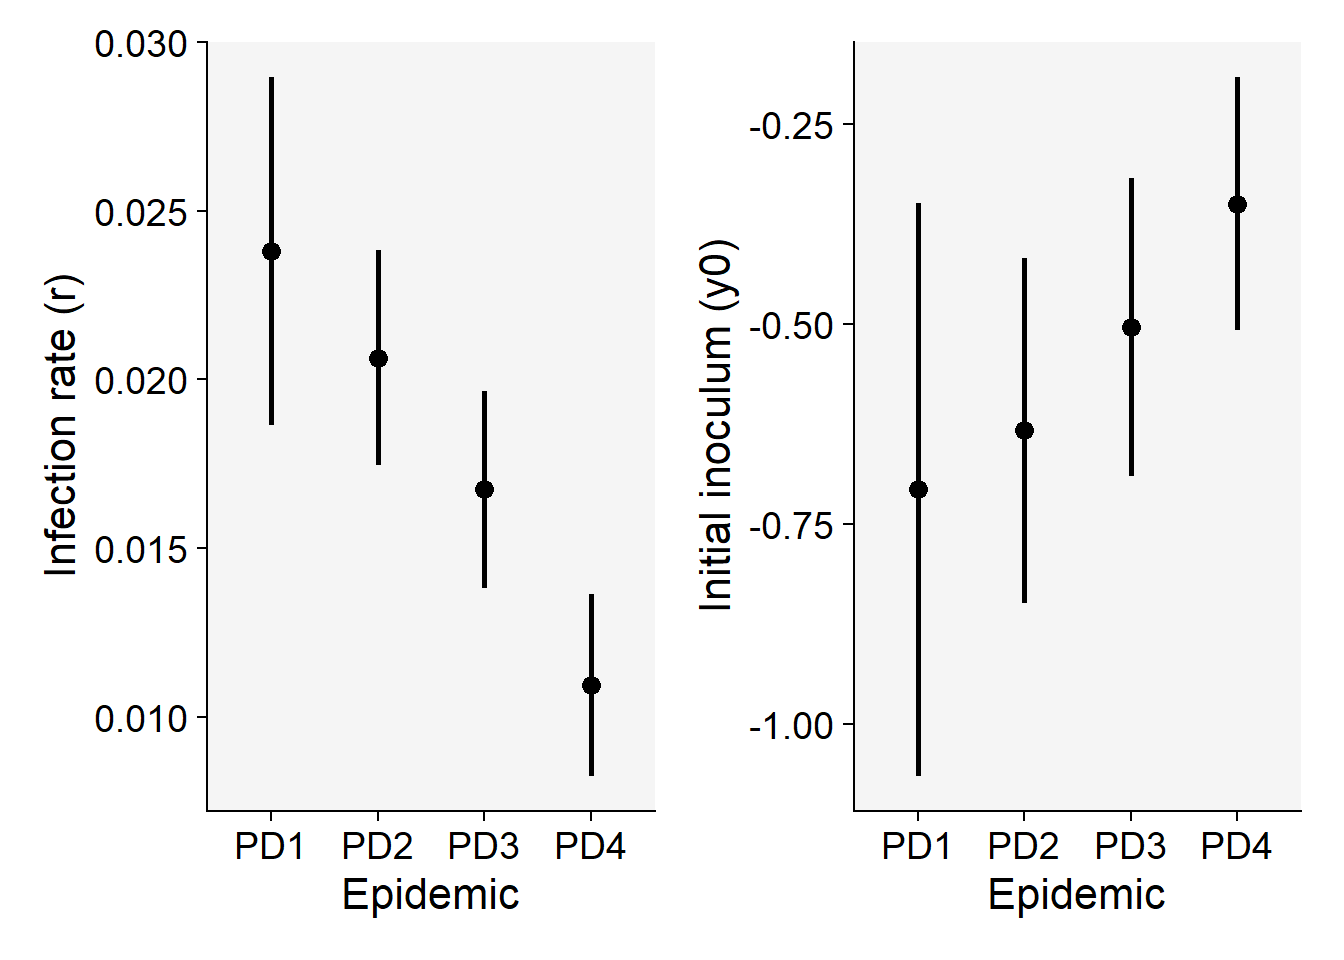 Infection rate (r)
0.030
0.025
0.020
0.015
0.010
PD1 PD2 PD3 PD4
Epidemic
Initial inoculum (y0)
-0.25
-0.50
-0.75
-1.00
PD1 PD2 PD3 PD4
Epidemic